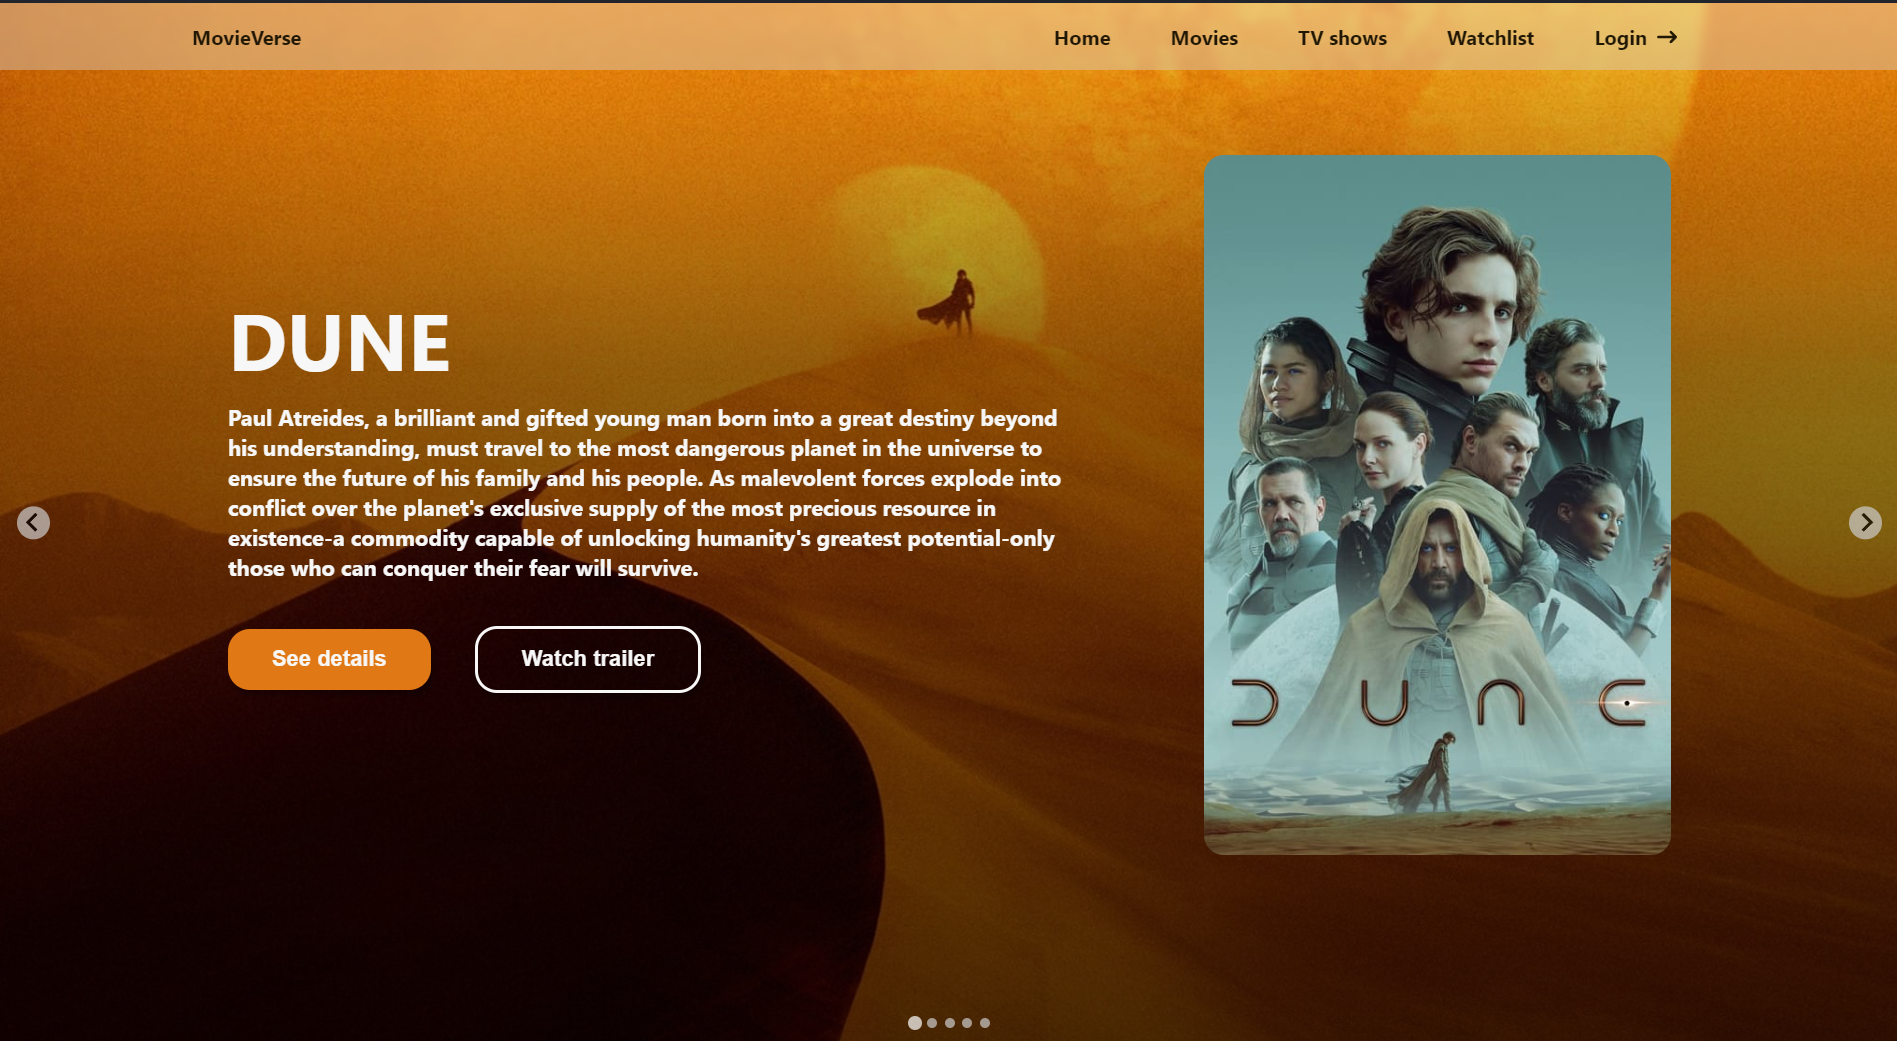 MovieVerse
Home
Movies
TV shows
Watchlist
Login
DUNE
Paul Atreides, a brilliant and gifted young man born into a great destiny beyond
his understanding, must travel to the most dangerous planet in the universe to
ensure the future of his family and his people. As malevolent forces explode into
conflict over the planet's exclusive supply of the most precious resource in
existence-a commodity capable of unlocking humanity's greatest potential-only
those who can conquer their fear will survive.
See details
Watch trailer
DUNE